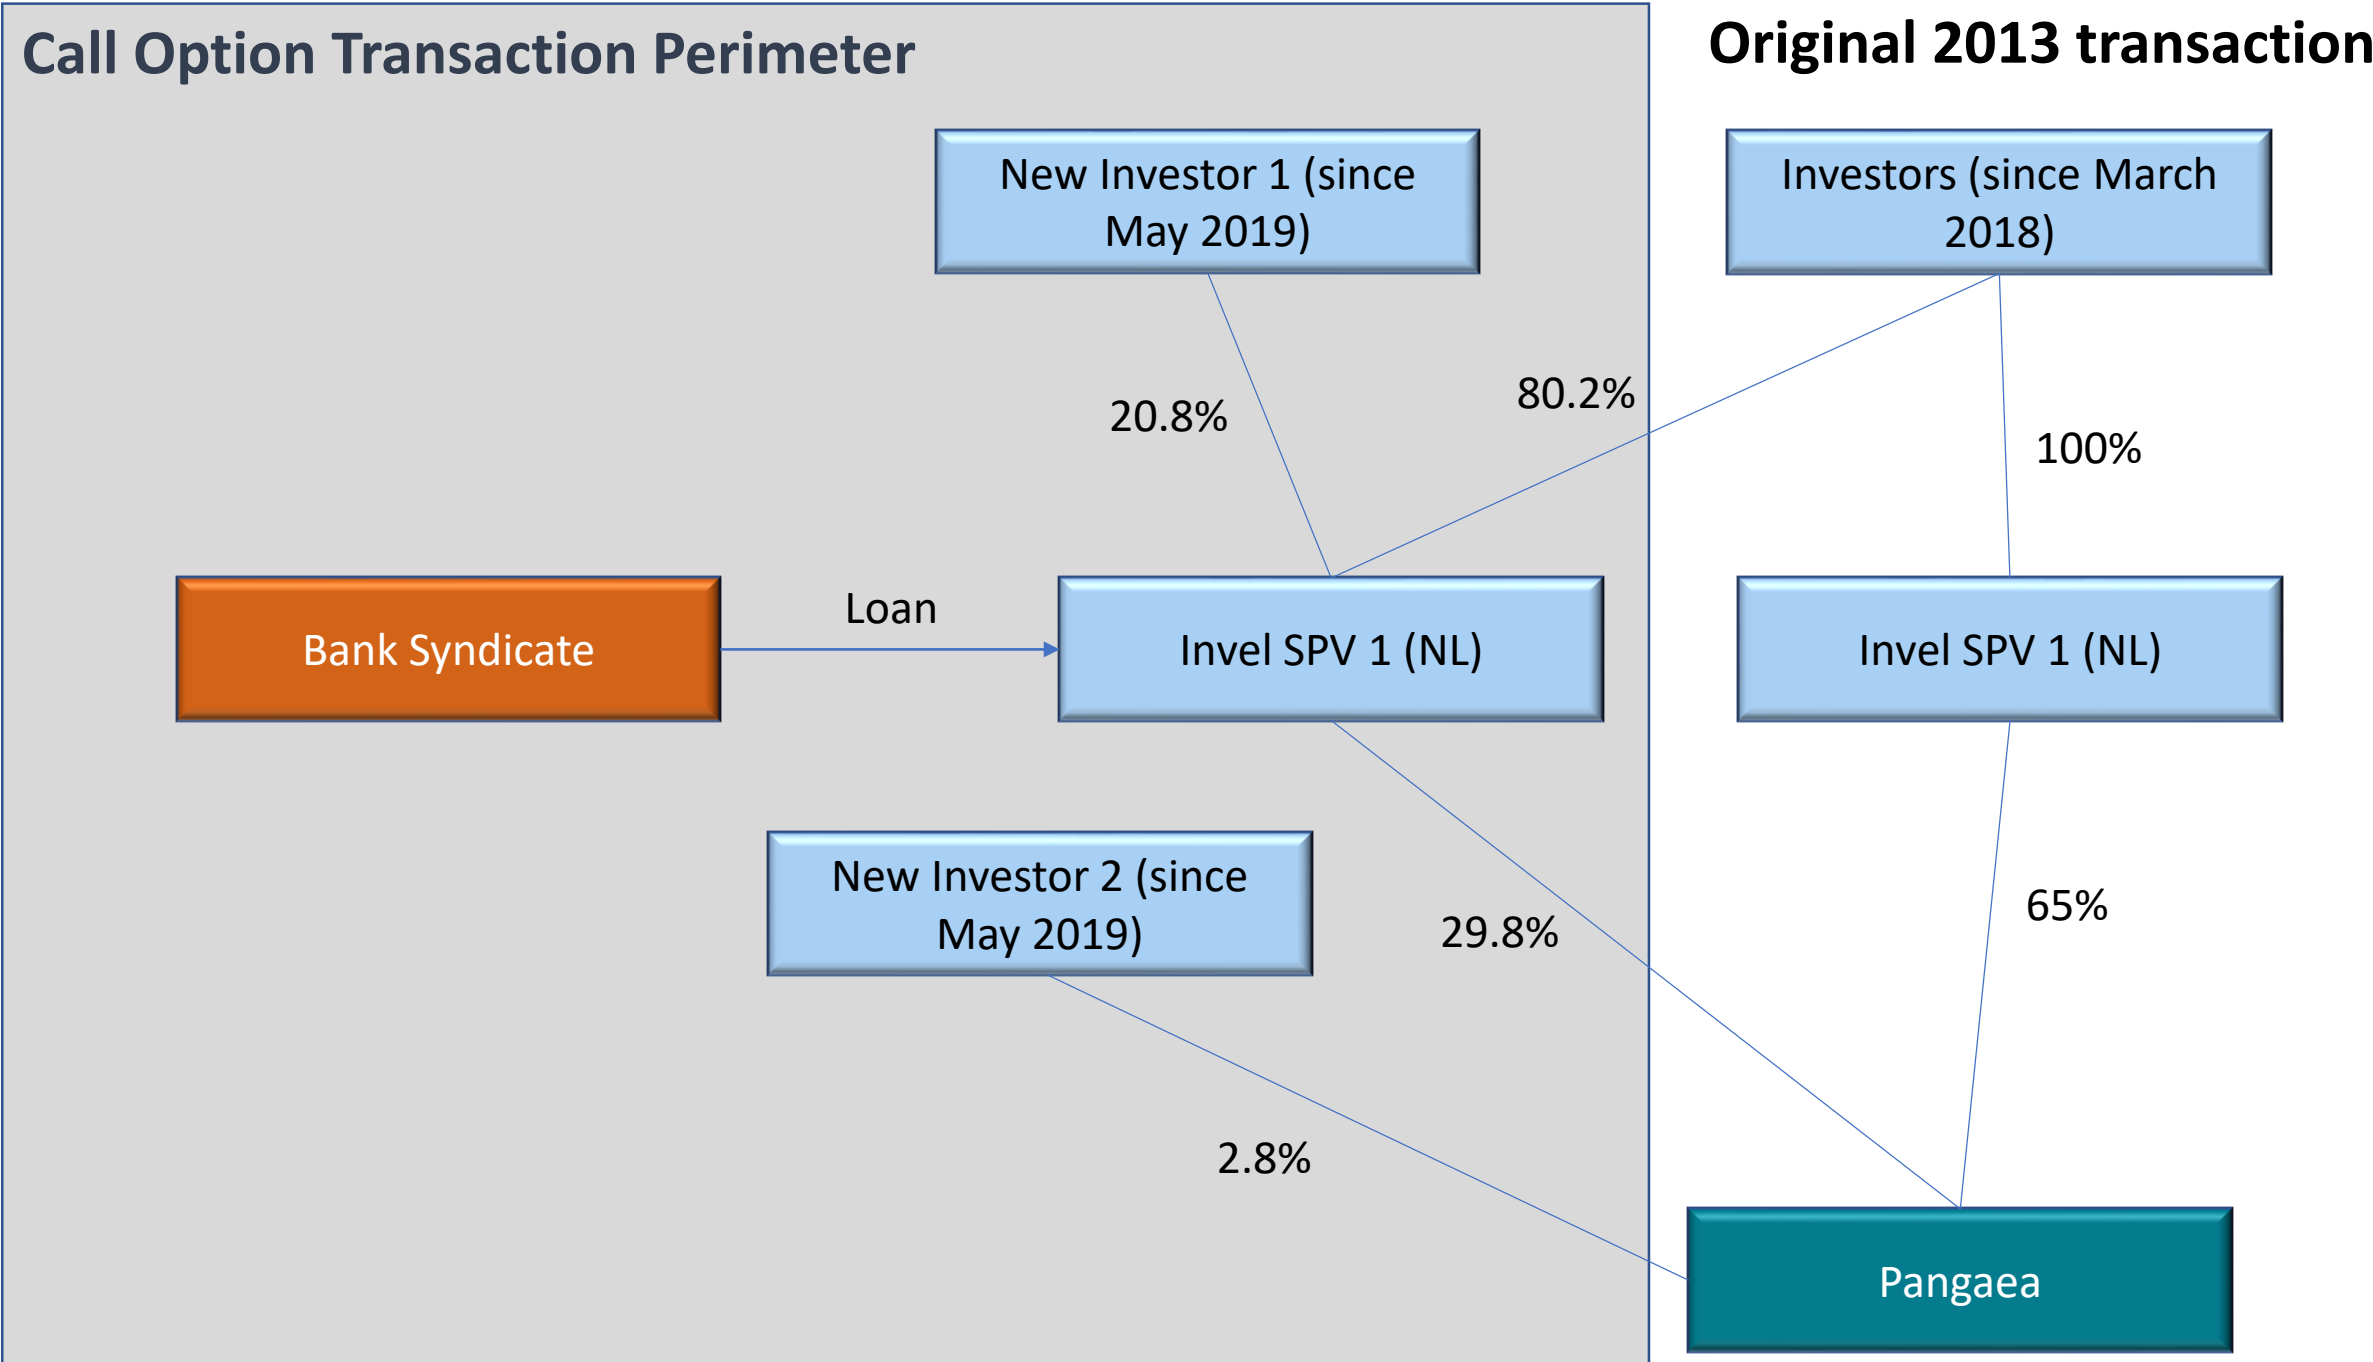 Call Option Transaction Perimeter
Original 2013 transaction
New Investor 1 (since
May 2019)
Investors (since March
2018)
20.8%
80.2%
100%
Bank Syndicate
Loan
Invel SPV 1 (NL)
Invel SPV 1 (NL)
New Investor 2 (since
May 2019)
29.8%
65%
2.8%
Pangaea